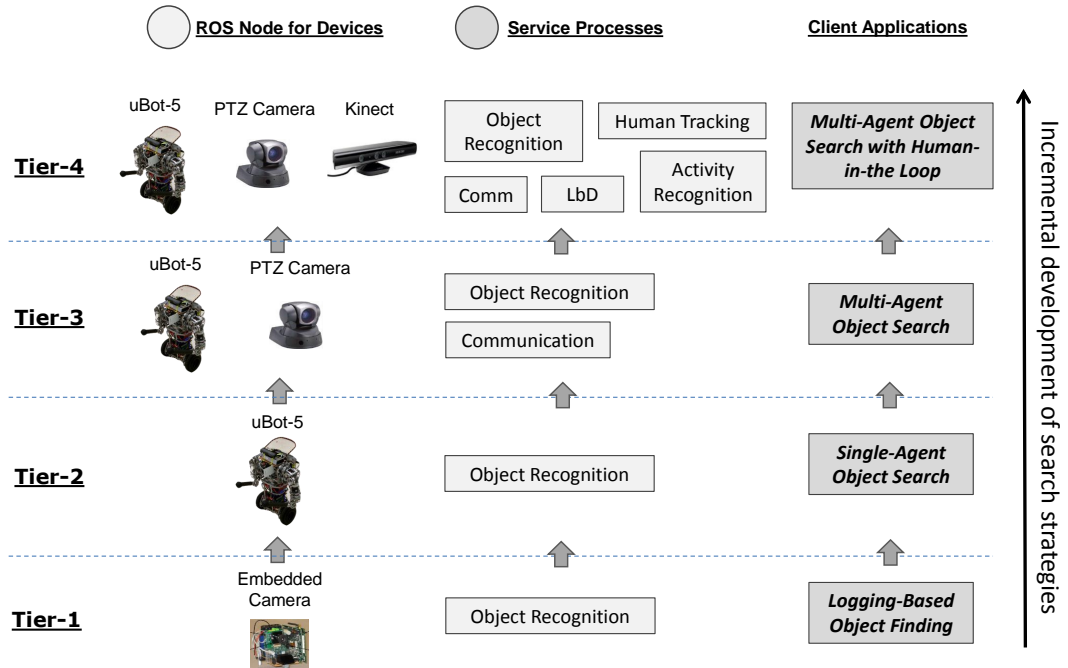 ROS Node for Devices
Service Processes
Client Applications
Tier-4
uBot-5
PTZ Camera
Kinect
Object
Recognition
Human Tracking
Comm
LbD
Activity
Recognition
Multi-Agent Object
Search with Human-
in-the Loop
Tier-3
uBot-5
PTZ Camera
Object Recognition
Communication
Multi-Agent
Object Search
Tier-2
uBot-5
Object Recognition
Single-Agent
Object Search
Tier-1
Embedded
Camera
Object Recognition
Logging-Based
Object Finding
Incremental development of search strategies